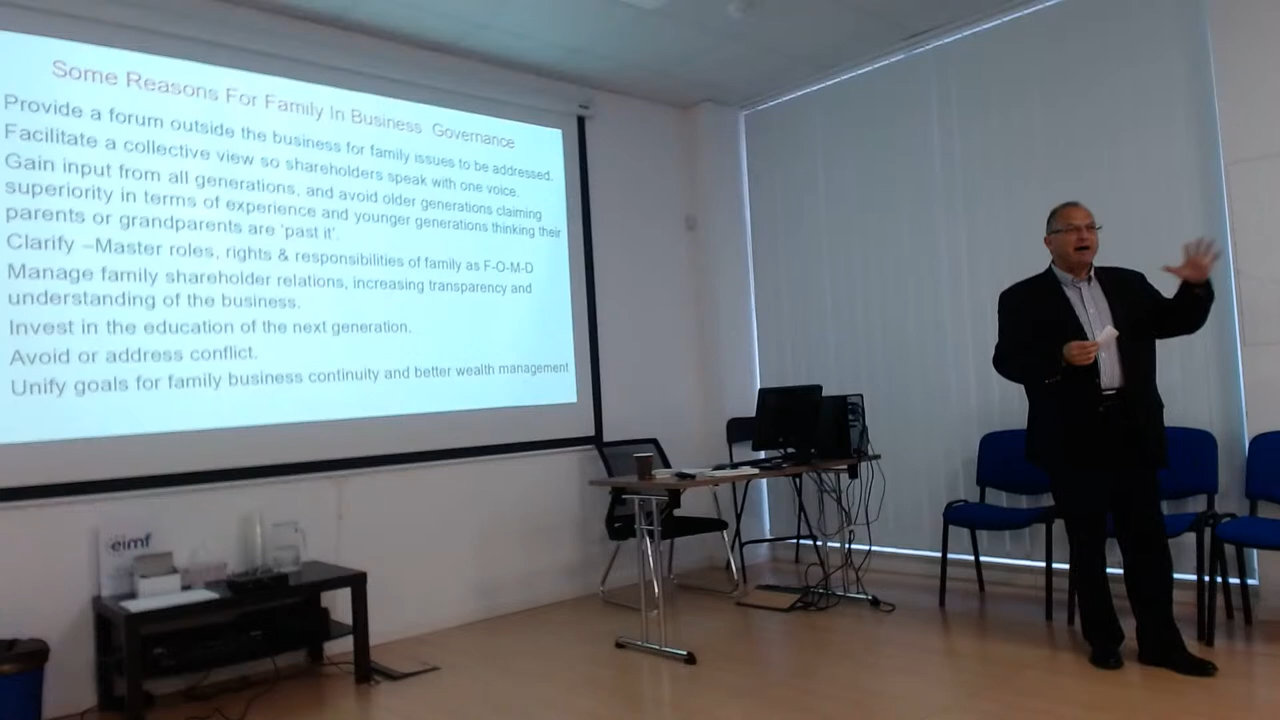 Some Reasons For Family In Business Governance
Provide a forum outside the business for family issues to be addressed.
Facilitate a collective view so shareholders speak with one voice.
Gain input from all generations, and avoid older generations claiming
superiority in terms of experience and younger generations thinking their
parents or grandparents are 'past it'.
Clarify –Master roles, rights & responsibilities of family as F-O-M-D
Manage family shareholder relations, increasing transparency and
understanding of the business.
Invest in the education of the next generation.
Avoid or address conflict.
Unify goals for family business continuity and better wealth management
eimf